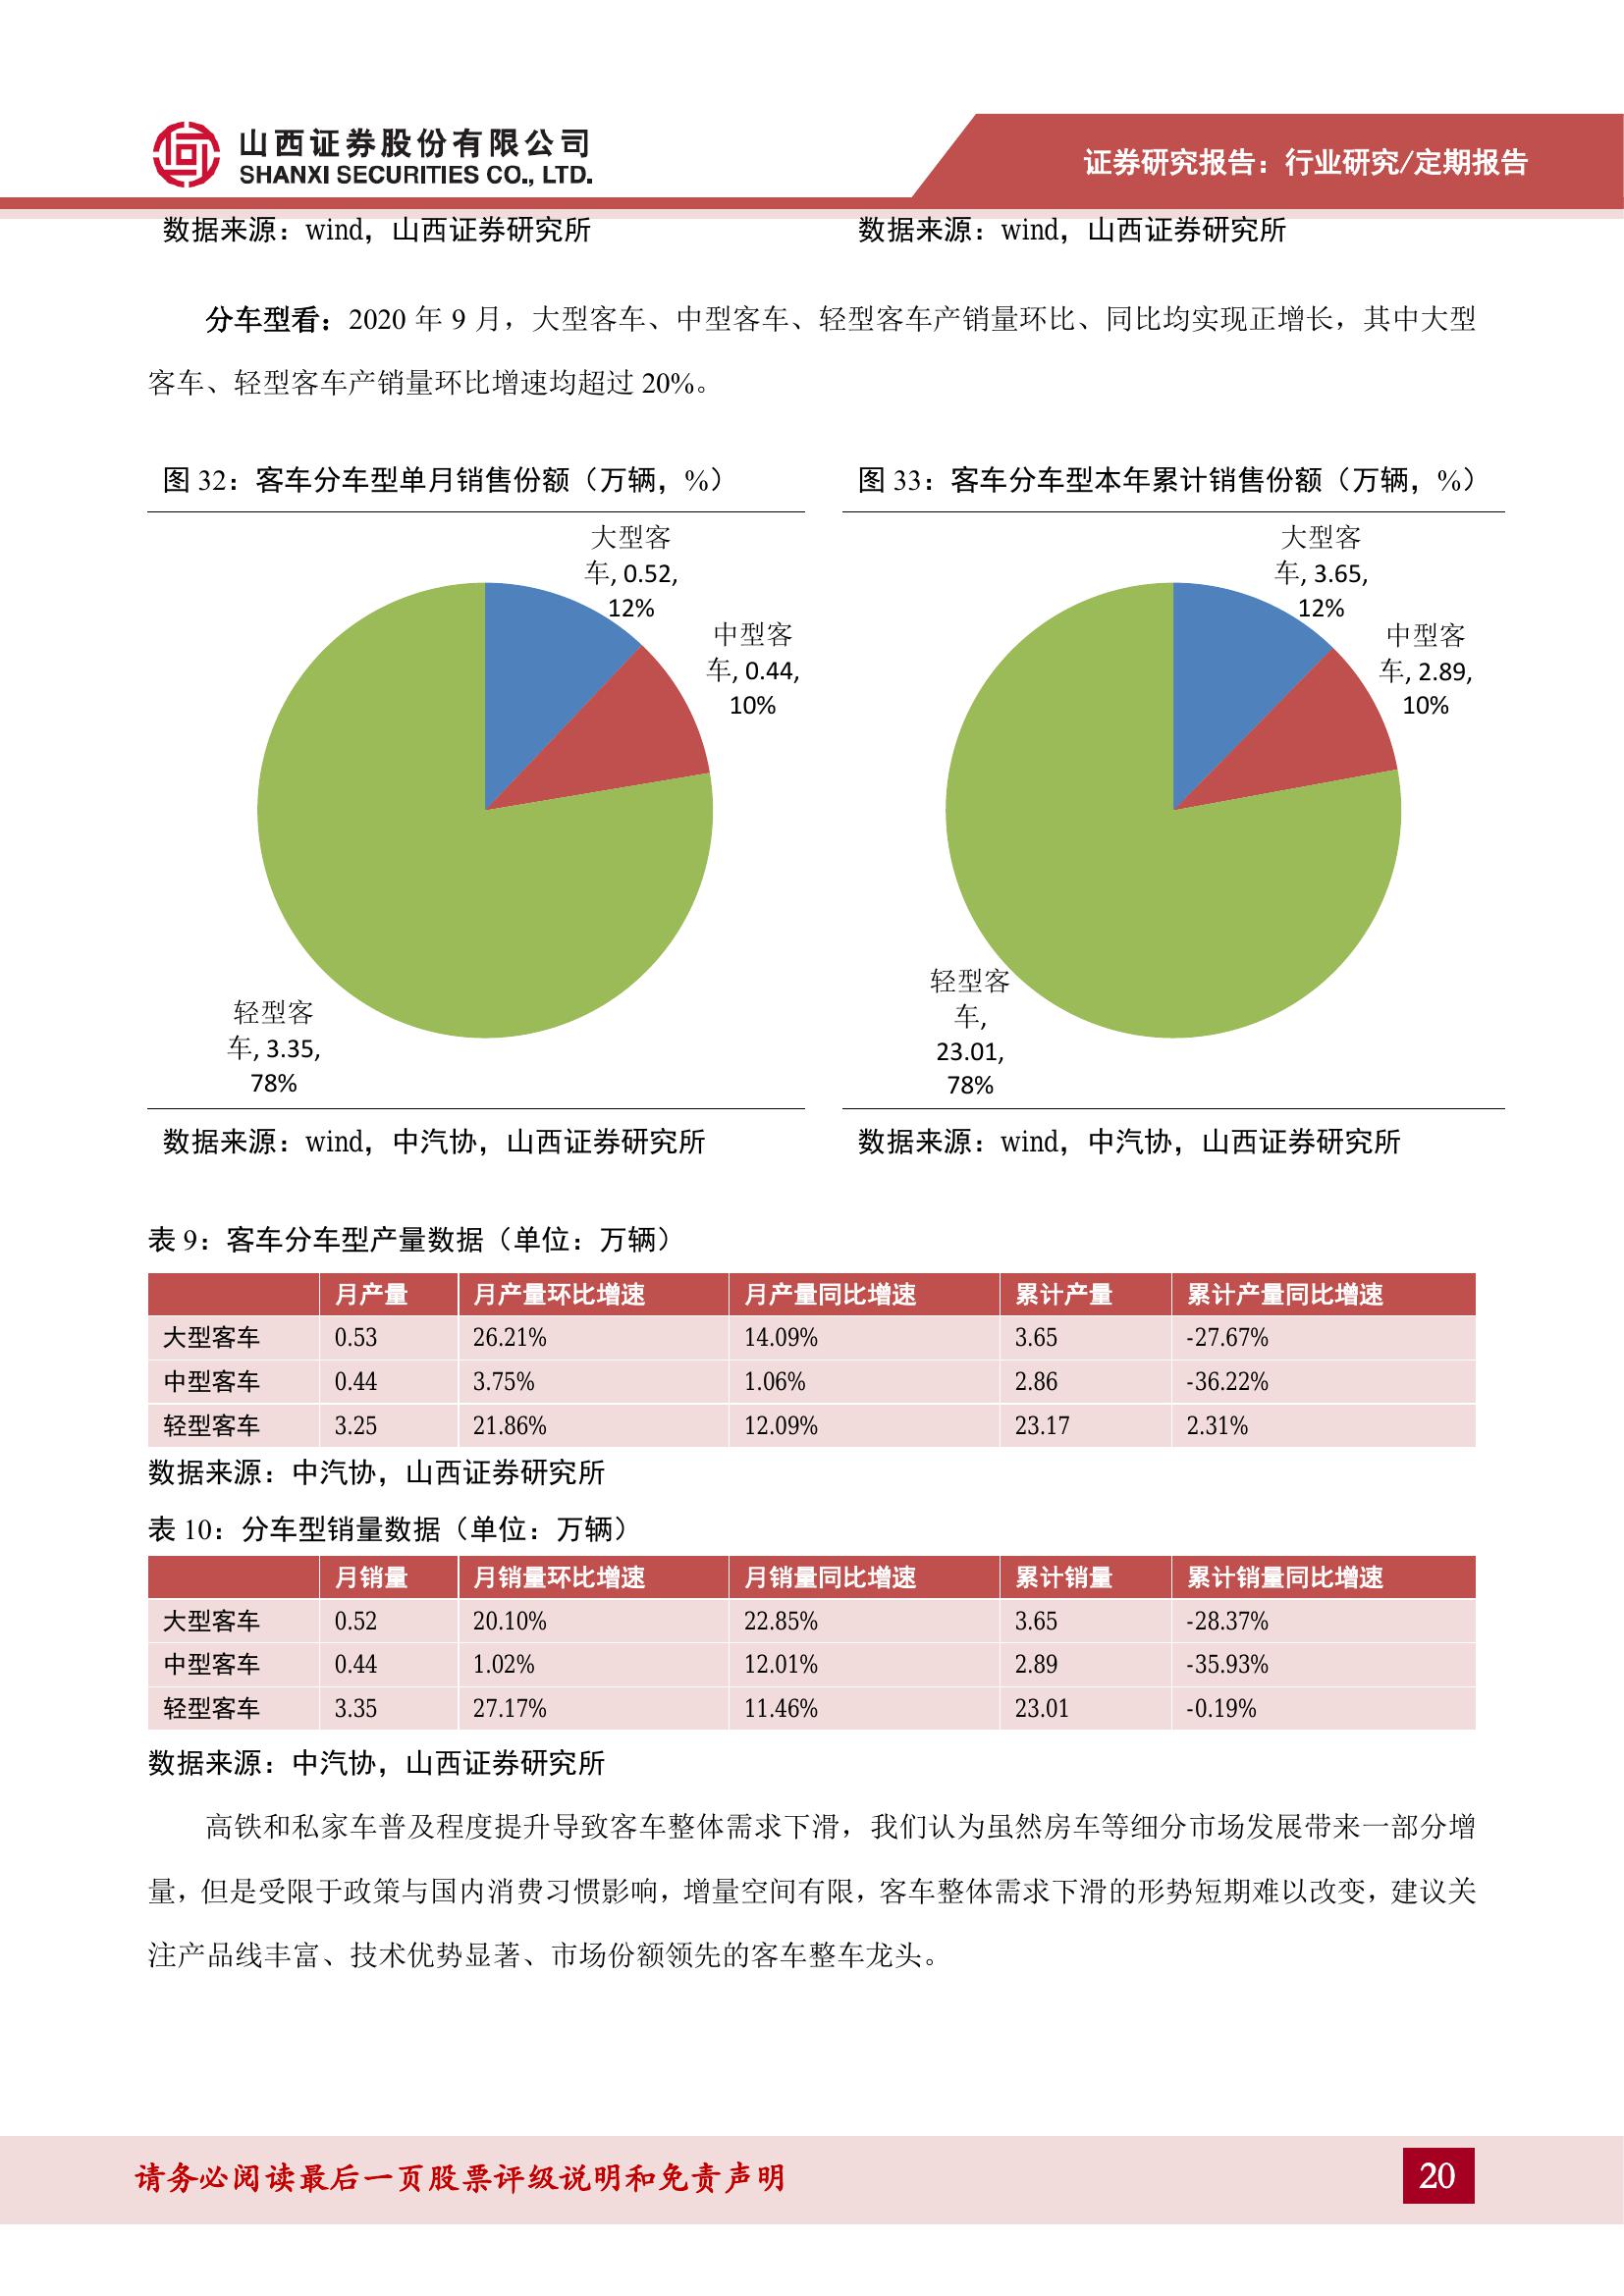 山西证券股份有限公司
SHANXI SECURITIES CO., LTD.
证券研究报告：行业研究/定期报告
数据来源：wind，山西证券研究所
数据来源：wind，山西证券研究所
分车型看：2020 年 9 月，大型客车、中型客车、轻型客车产销量环比、同比均实现正增长，其中大型
客车、轻型客车产销量环比增速均超过 20%。
图 32：客车分车型单月销售份额（万辆，%）
大型客
车, 0.52,
12%
中型客
车, 0.44,
10%
轻型客
车, 3.35,
78%
数据来源：wind，中汽协，山西证券研究所
图 33：客车分车型本年累计销售份额（万辆，%）
大型客
车, 3.65,
12%
中型客
车, 2.89,
10%
轻型客
车,
23.01,
78%
数据来源：wind，中汽协，山西证券研究所
表 9：客车分车型产量数据（单位：万辆）
月产量 月产量环比增速 月产量同比增速 累计产量 累计产量同比增速
大型客车 0.53 26.21% 14.09% 3.65 -27.67%
中型客车 0.44 3.75% 1.06% 2.86 -36.22%
轻型客车 3.25 21.86% 12.09% 23.17 2.31%
数据来源：中汽协，山西证券研究所
表 10：分车型销量数据（单位：万辆）
月销量 月销量环比增速 月销量同比增速 累计销量 累计销量同比增速
大型客车 0.52 20.10% 22.85% 3.65 -28.37%
中型客车 0.44 1.02% 12.01% 2.89 -35.93%
轻型客车 3.35 27.17% 11.46% 23.01 -0.19%
数据来源：中汽协，山西证券研究所
高铁和私家车普及程度提升导致客车整体需求下滑，我们认为虽然房车等细分市场发展带来一部分增
量，但是受限于政策与国内消费习惯影响，增量空间有限，客车整体需求下滑的形势短期难以改变，建议关
注产品线丰富、技术优势显著、市场份额领先的客车整车龙头。
请务必阅读最后一页股票评级说明和免责声明
20